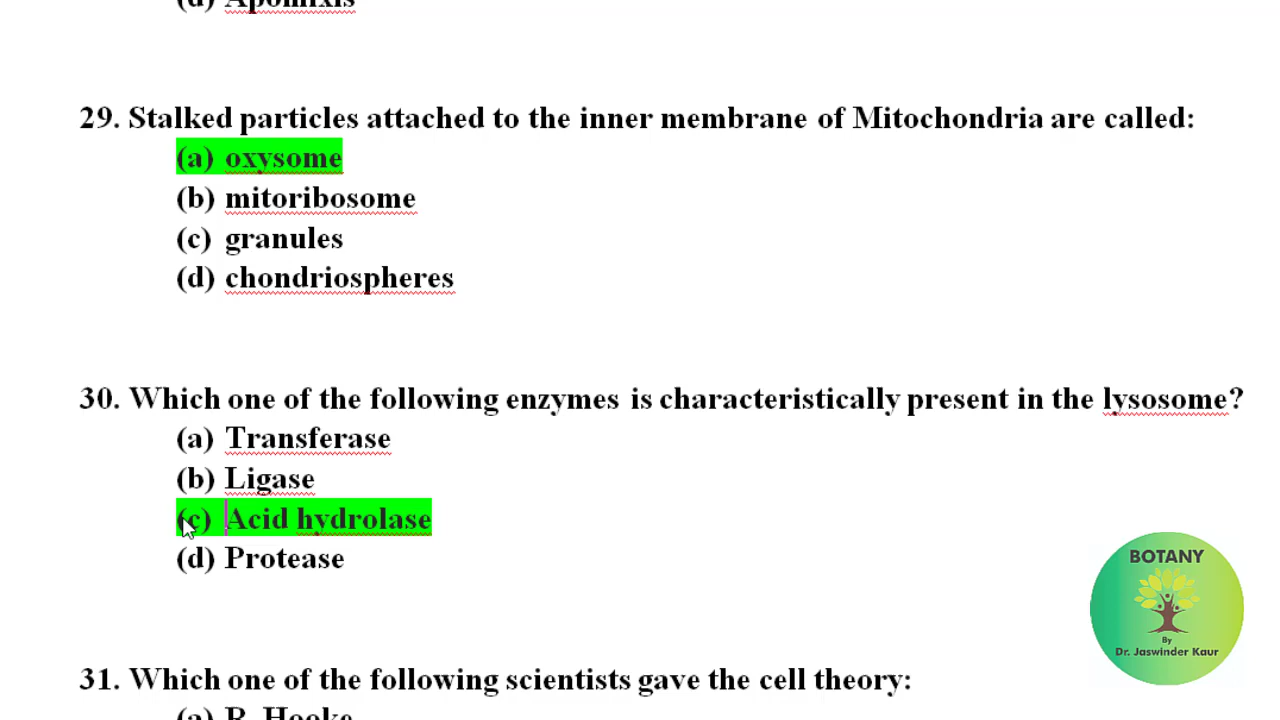 (d) Apomixis
29. Stalked particles attached to the inner membrane of Mitochondria are called:
(a) oxysome
(b) mitoribosome
(c) granules
(d) chondriospheres
30. Which one of the following enzymes is characteristically present in the lysosome?
(a) Transferase
(b) Ligase
(c) Acid hydrolase
(d) Protease
BOTANY
By
Dr. Jaswinder Kaur
31. Which one of the following scientists gave the cell theory:
(a) R. Hooke